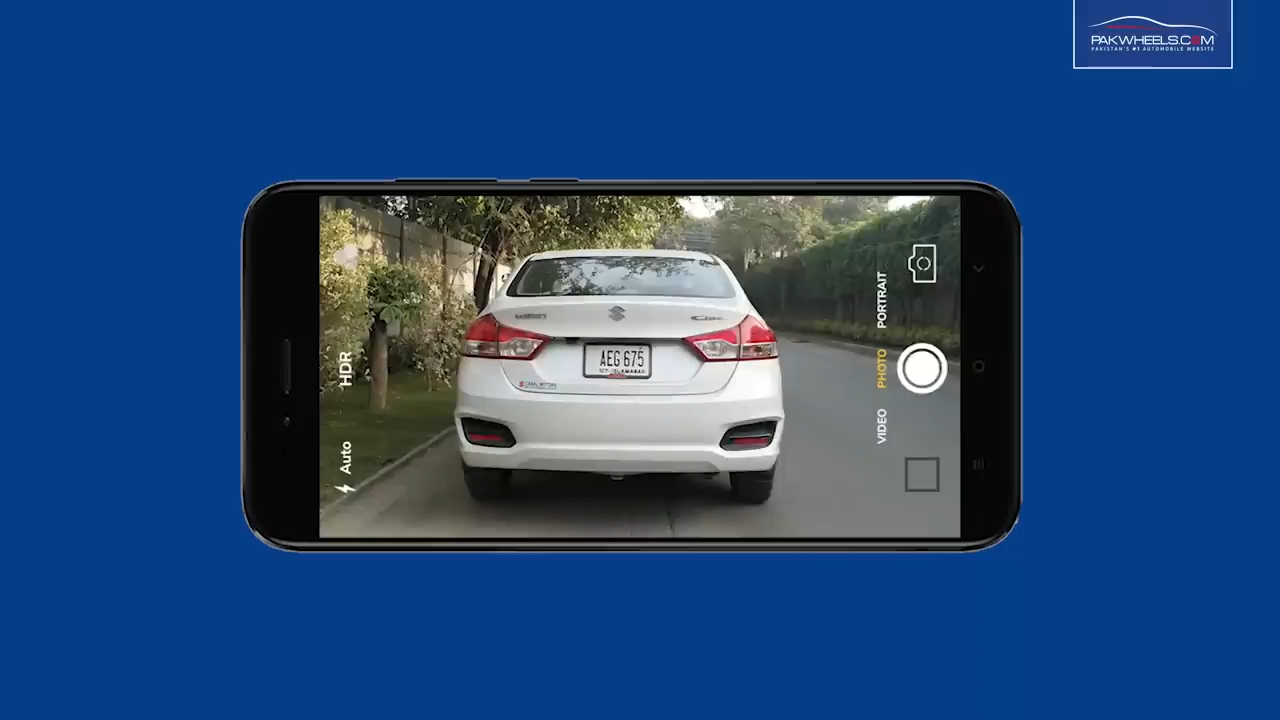 PAKWHEELS.COM
PAKISTAN'S #1 AUTOMOBILE WEBSITE
HDR
Auto
PORTRAIT
PHOTO
VIDEO
AEG 675
ICT-ISLAMABAD